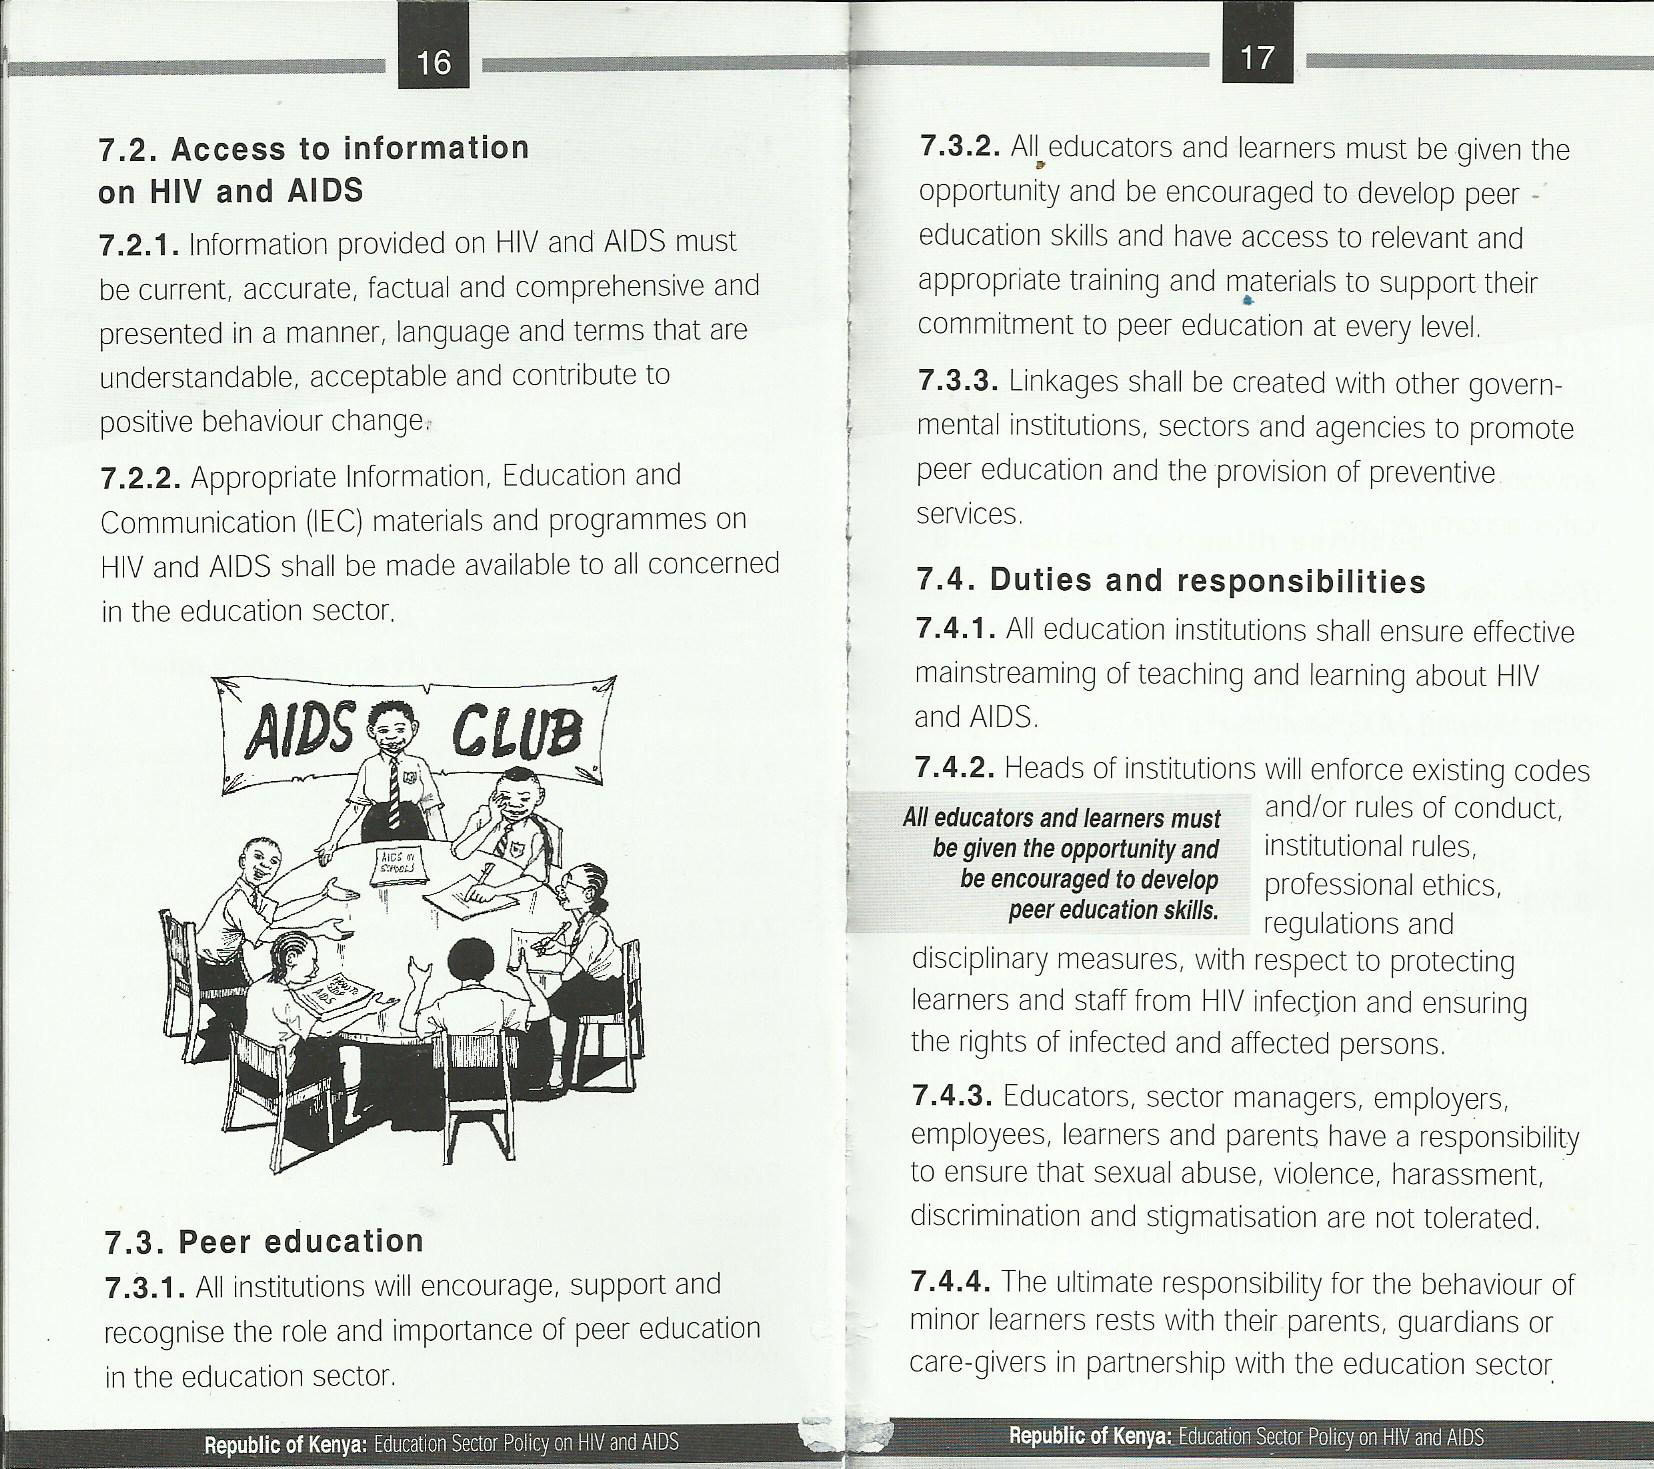 16
7.2. Access to information
on HIV and AIDS
7.2.1. Information provided on HIV and AIDS must
be current, accurate, factual and comprehensive and
presented in a manner, language and terms that are
understandable, acceptable and contribute to
positive behaviour change.
7.2.2. Appropriate Information, Education and
Communication (IEC) materials and programmes on
HIV and AIDS shall be made available to all concerned
in the education sector.
AIDS CLUB
AIDS IN
SCHOOLS
AIDS
7.3. Peer education
7.3.1. All institutions will encourage, support and
recognise the role and importance of peer education
in the education sector.
Republic of Kenya: Education Sector Policy on HIV and AIDS
17
7.3.2. All educators and learners must be given the
opportunity and be encouraged to develop peer -
education skills and have access to relevant and
appropriate training and materials to support their
commitment to peer education at every level.
7.3.3. Linkages shall be created with other govern-
mental institutions, sectors and agencies to promote
peer education and the provision of preventive
services.
7.4. Duties and responsibilities
7.4.1. All education institutions shall ensure effective
mainstreaming of teaching and learning about HIV
and AIDS.
7.4.2. Heads of institutions will enforce existing codes
and/or rules of conduct,
institutional rules,
professional ethics,
regulations and
disciplinary measures, with respect to protecting
learners and staff from HIV infection and ensuring
the rights of infected and affected persons.
All educators and learners must
be given the opportunity and
be encouraged to develop
peer education skills.
7.4.3. Educators, sector managers, employers,
employees, learners and parents have a responsibility
to ensure that sexual abuse, violence, harassment,
discrimination and stigmatisation are not tolerated.
7.4.4. The ultimate responsibility for the behaviour of
minor learners rests with their parents, guardians or
care-givers in partnership with the education sector.
Republic of Kenya: Education Sector Policy on HIV and AIDS